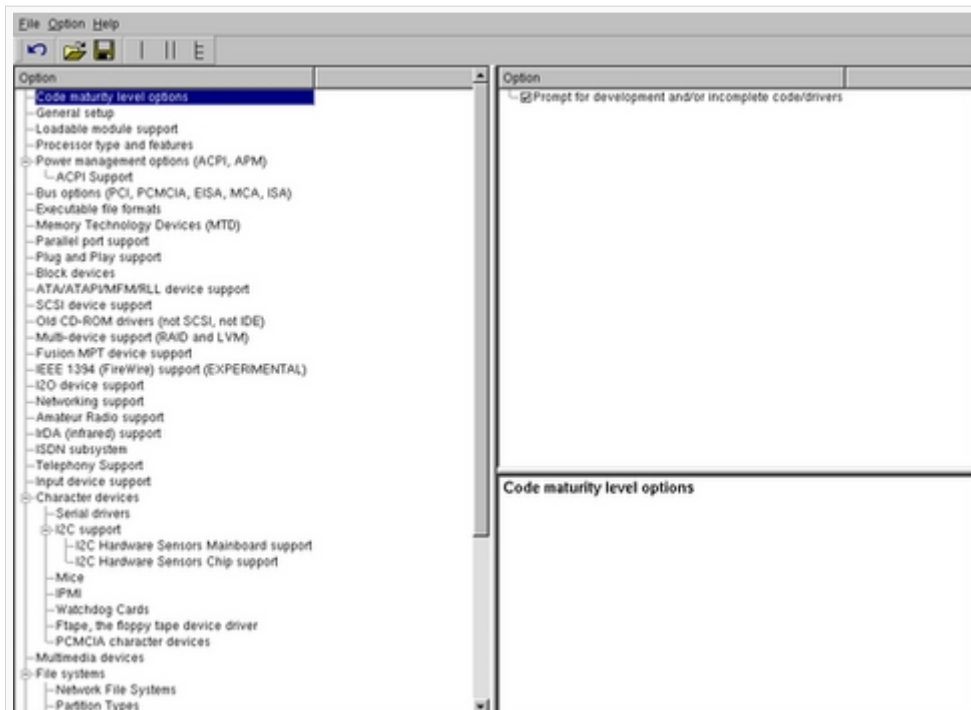 File Option Help
Option
Code maturity level options
General setup
Loadable module support
Processor type and features
Power management options (ACPI, APM)
ACPI Support
Bus options (PCI, PCMCIA, EISA, MCA, ISA)
Executable file formats
Memory Technology Devices (MTD)
Parallel port support
Plug and Play support
Block devices
ATA/ATAPI/MFM/RLL device support
SCSI device support
Old CD-ROM drivers (not SCSI, not IDE)
Multi-device support (RAID and LVM)
Fusion MPT device support
IEEE 1394 (FireWire) support (EXPERIMENTAL)
I2O device support
Networking support
Amateur Radio support
IrDA (infrared) support
ISDN subsystem
Telephony Support
Input device support
Character devices
Serial drivers
I2C support
I2C Hardware Sensors Mainboard support
I2C Hardware Sensors Chip support
Mice
IPMI
Watchdog Cards
Ftape, the floppy tape device driver
PCMCIA character devices
Multimedia devices
File systems
Network File Systems
Partition Types
Option
Prompt for development and/or incomplete code/drivers
Code maturity level options